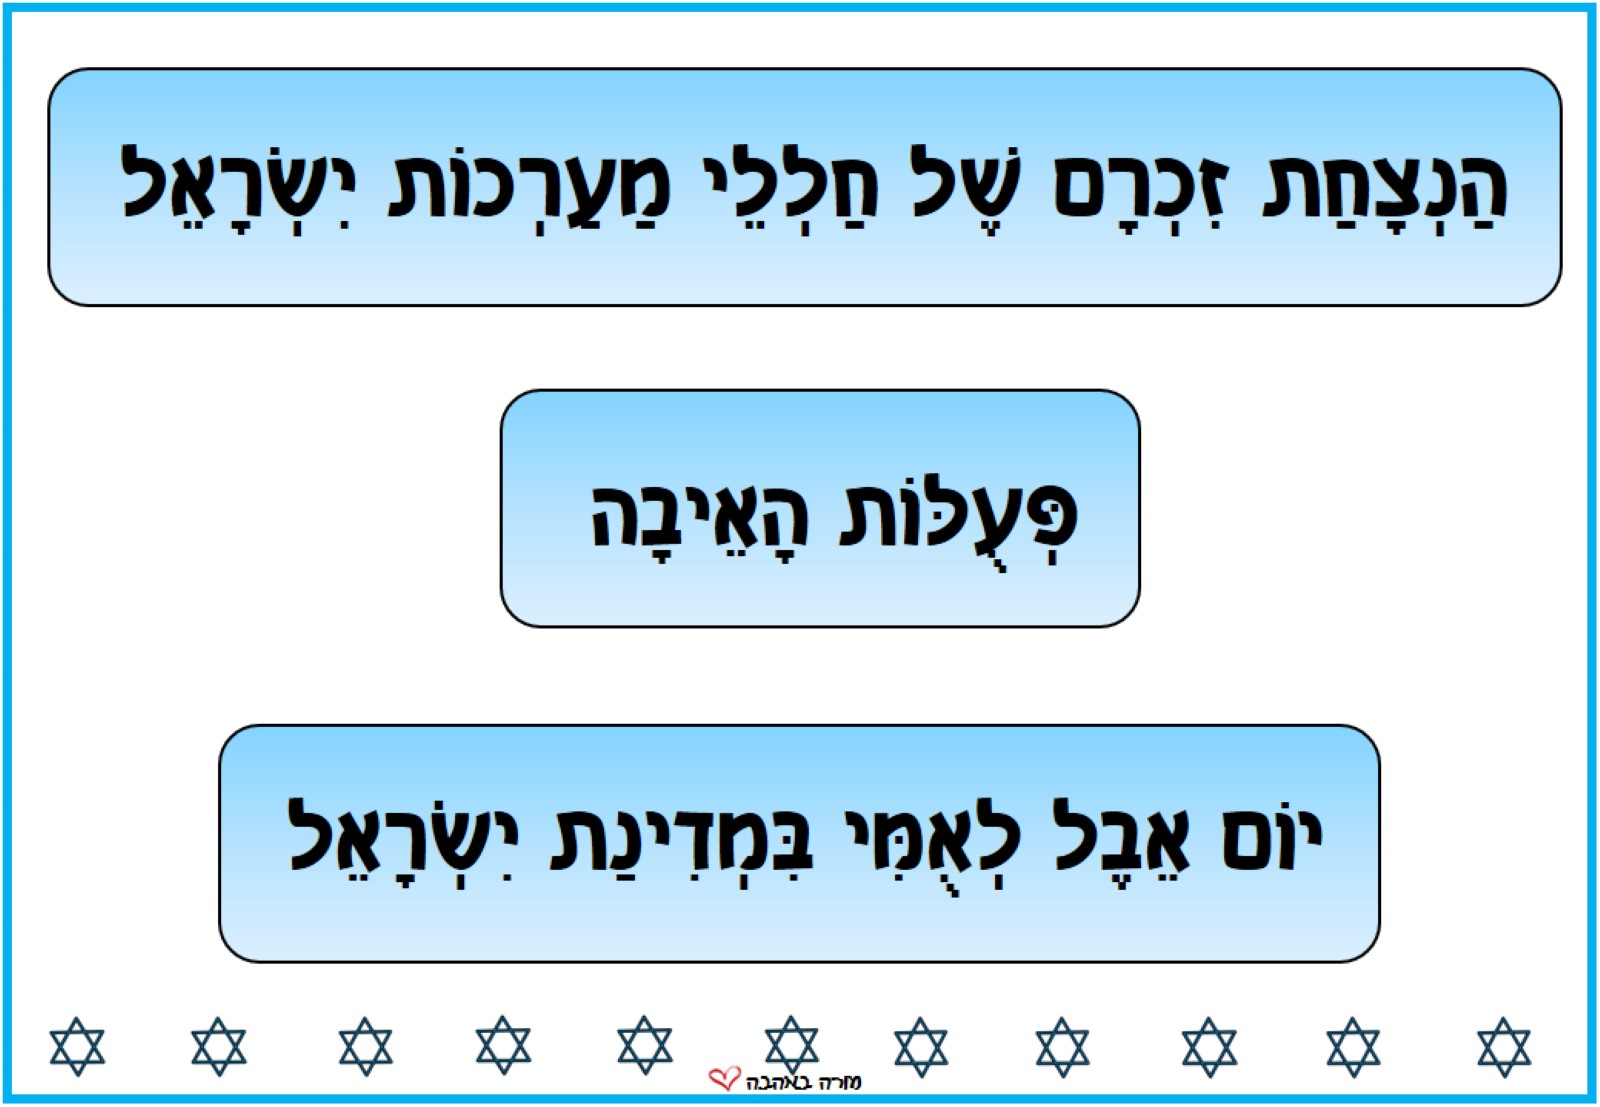 הַנְצָחַת זִכְרָם שֶׁל חַלְלֵי מַעַרְכוֹת יִשְׂרָאֵל
פְּעֻלּוֹת הָאֵיבָה
יוֹם אֵבֶל לְאֻמִּי בִּמְדִינַת יִשְׂרָאֵל
מורה באהבה